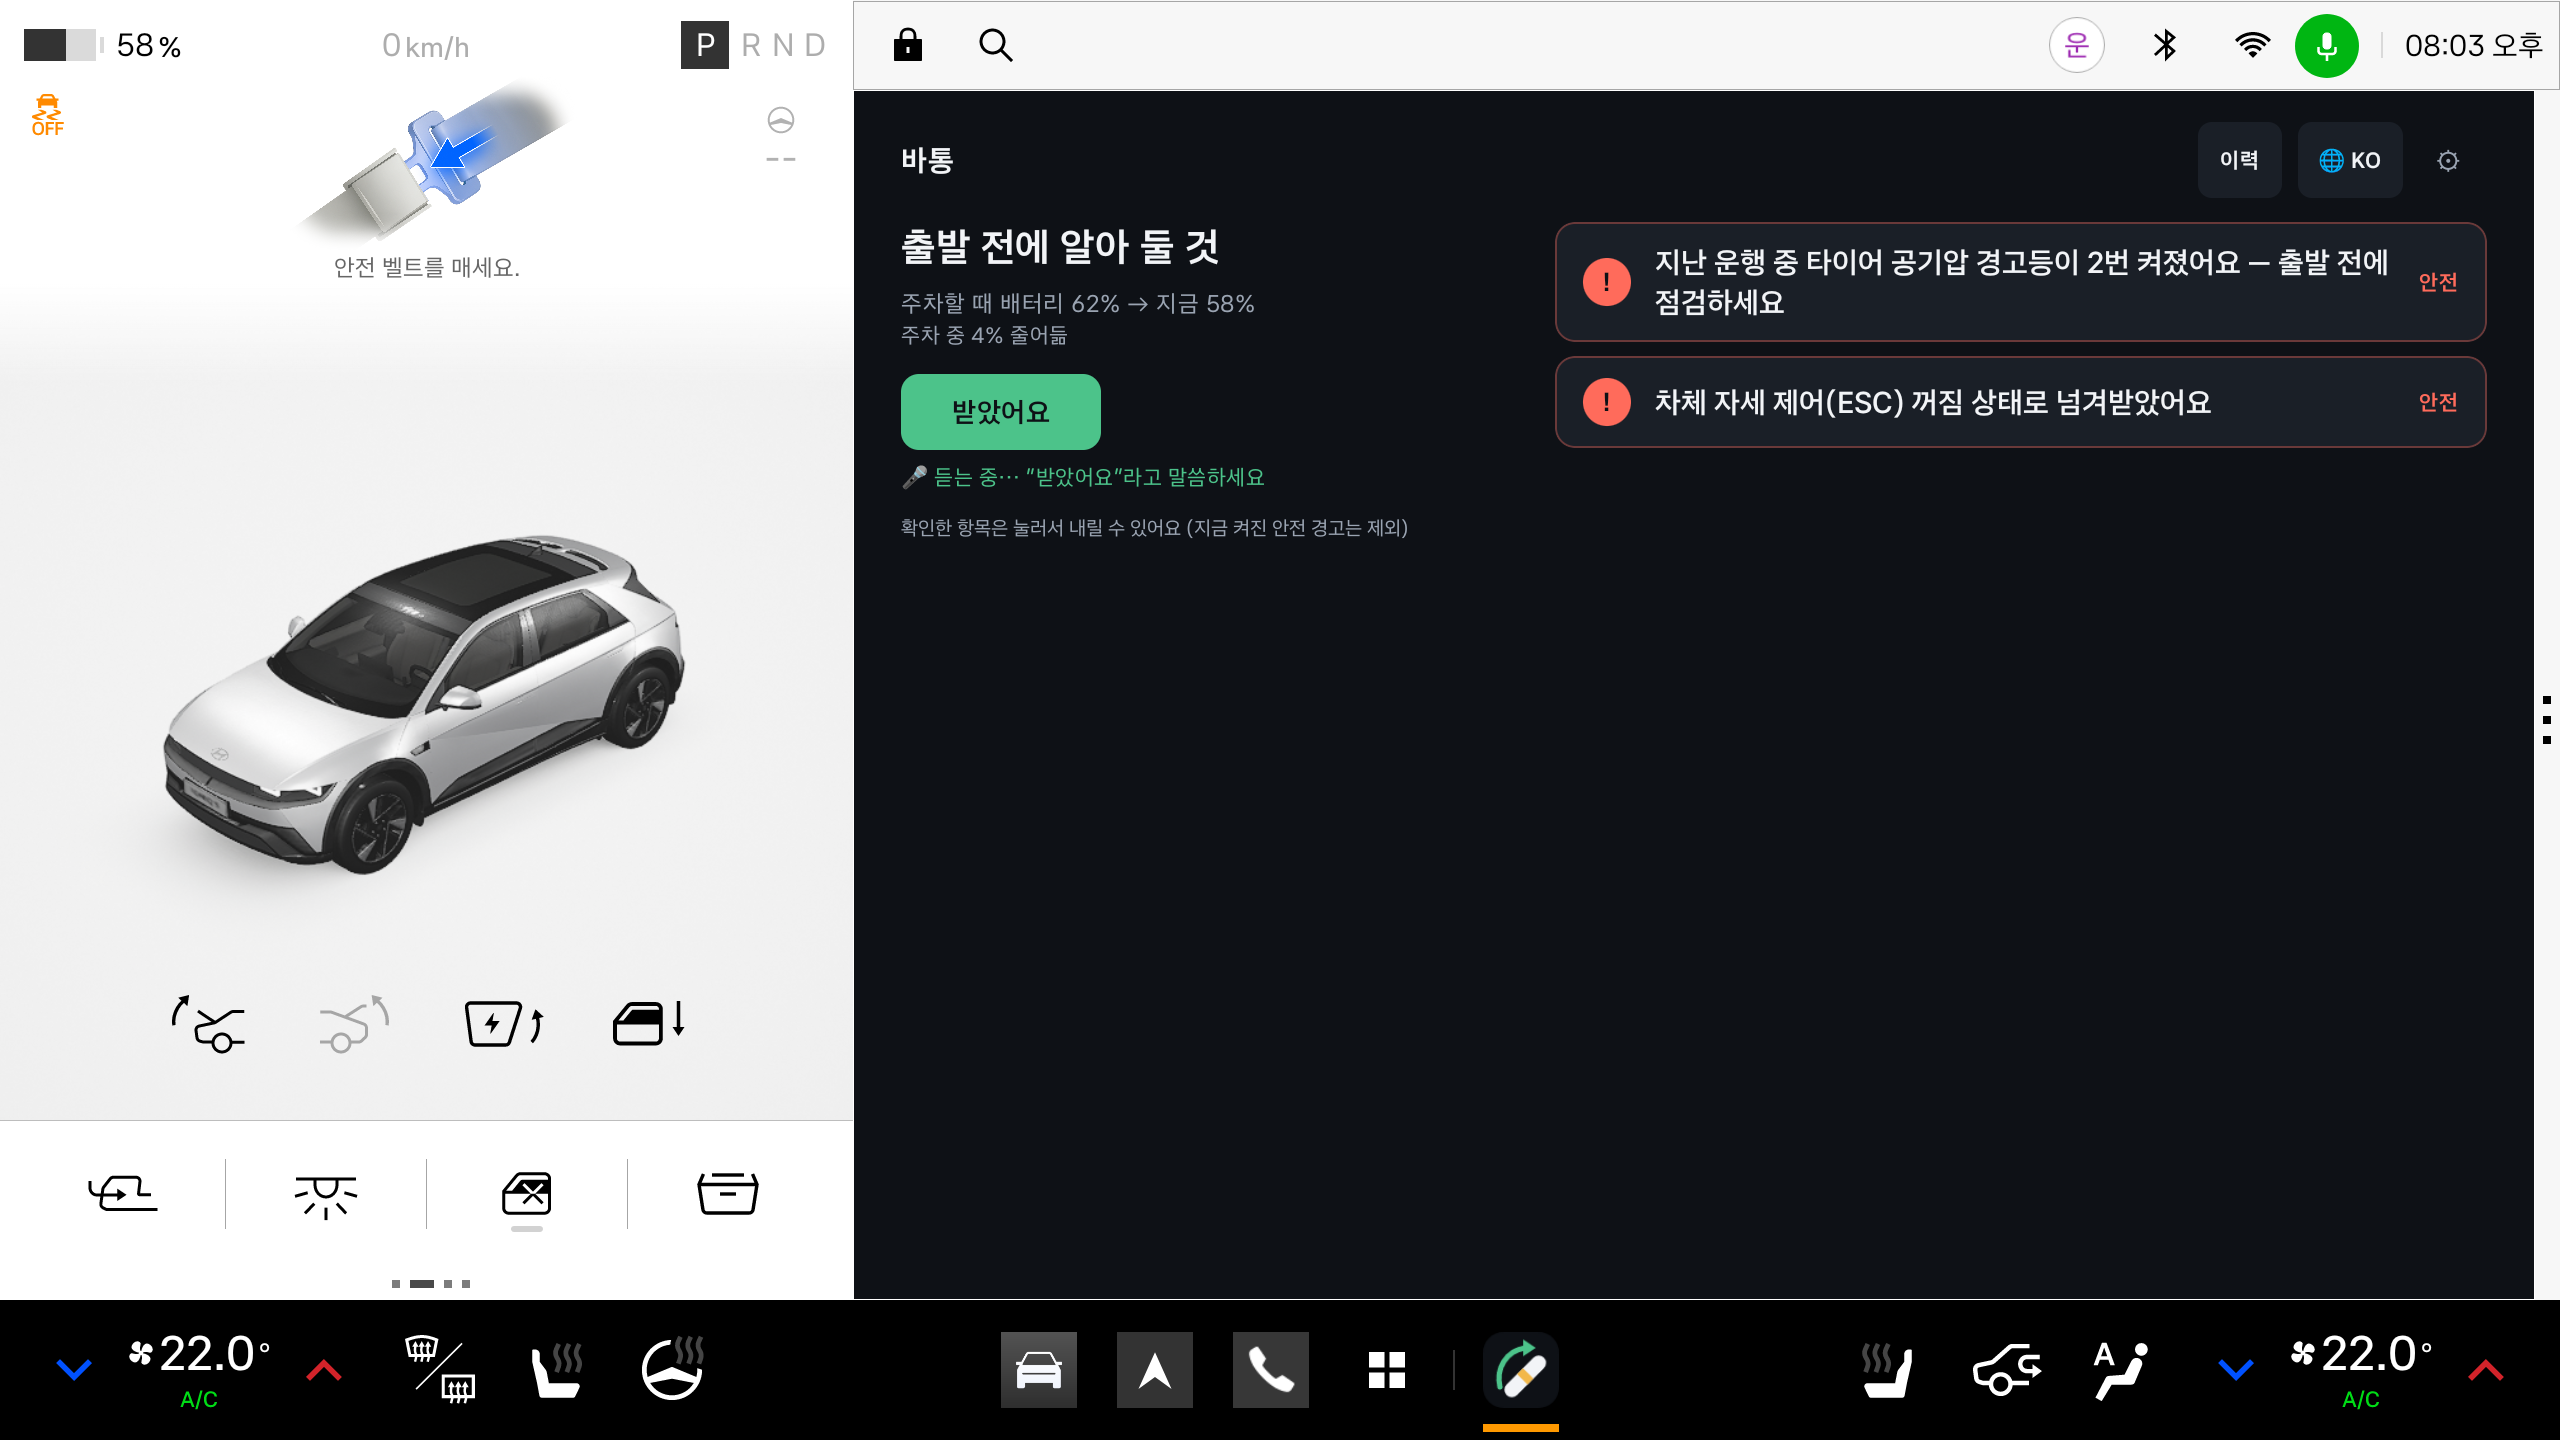 58%
0km/h
P R N D
운
08:03 오후
OFF
--
안전 벨트를 매세요.
바통
이력
KO
출발 전에 알아 둘 것
주차할 때 배터리 62% → 지금 58%
주차 중 4% 줄어듦
받았어요
듣는 중… “받았어요”라고 말씀하세요
확인한 항목은 눌러서 내릴 수 있어요 (지금 켜진 안전 경고는 제외)
! 지난 운행 중 타이어 공기압 경고등이 2번 켜졌어요 — 출발 전에
점검하세요
안전
! 차체 자세 제어(ESC) 꺼짐 상태로 넘겨받았어요
안전
22.0°
A/C
A
22.0°
A/C